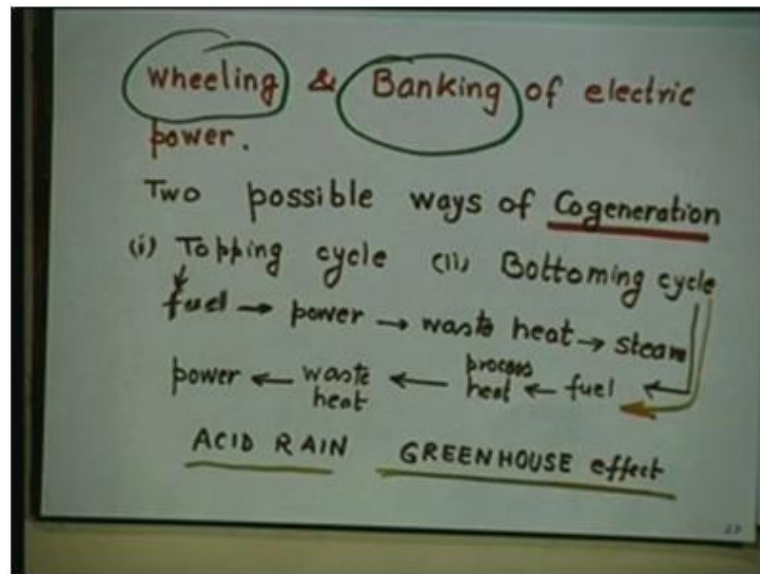 Wheeling & Banking of electric
power.
Two possible ways of Cogeneration
(i) Topping cycle (ii) Bottoming cycle
fuel → power → waste heat → steam
power ← waste heat ← process heat ← fuel ←
ACID RAIN GREENHOUSE effect